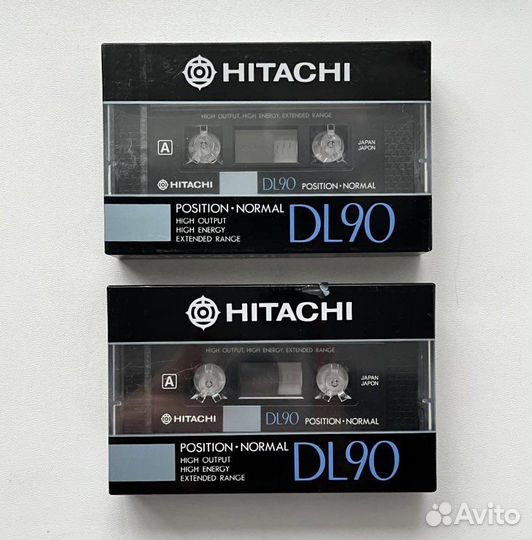 HITACHI
HIGH OUTPUT, HIGH ENERGY, EXTENDED RANGE
A
JAPAN
JAPON
HITACHI DL90 POSITION•NORMAL
POSITION•NORMAL DL90
HIGH OUTPUT
HIGH ENERGY
EXTENDED RANGE
HITACHI
HIGH OUTPUT, HIGH ENERGY, EXTENDED RANGE
A
JAPAN
JAPON
HITACHI DL90 POSITION•NORMAL
POSITION•NORMAL DL90
HIGH OUTPUT
HIGH ENERGY
EXTENDED RANGE
Avito